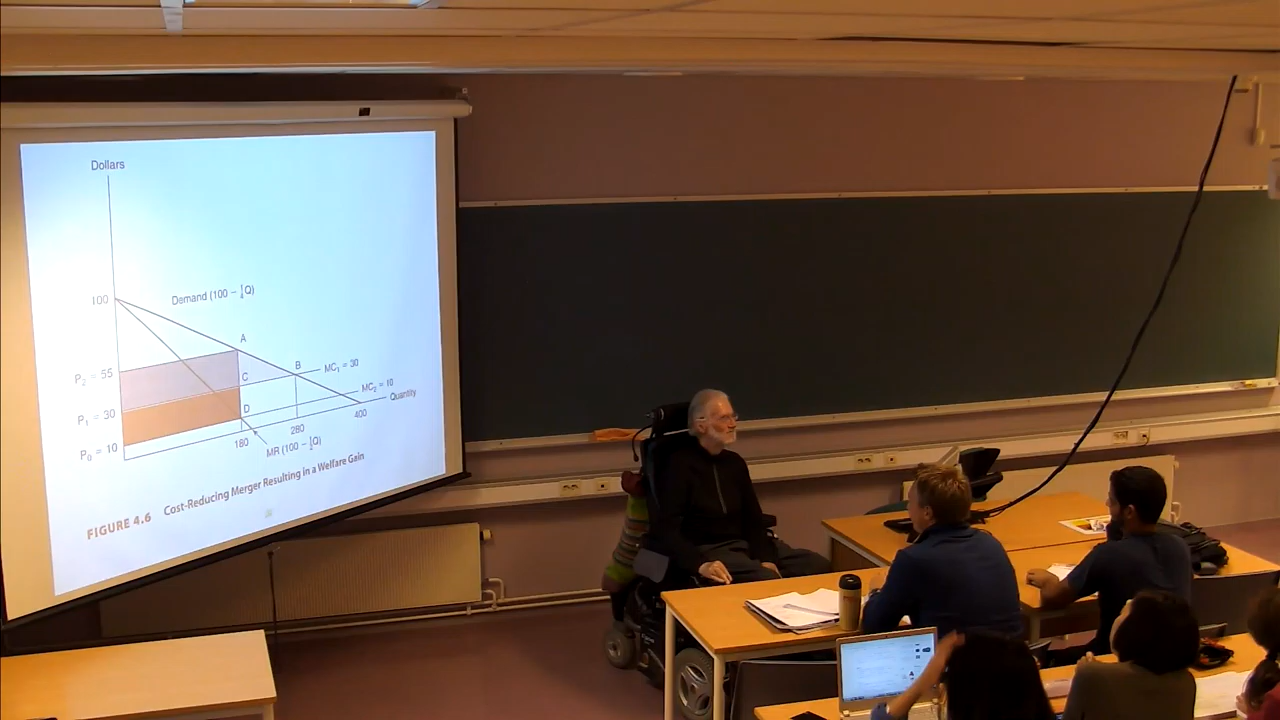 Dollars
100
Demand (100 − ¼Q)
A
P₂ = 55
B
MC₁ = 30
C
P₁ = 30
MC₂ = 10
Quantity
D
400
P₀ = 10
180
280
MR (100 − ½Q)
FIGURE 4.6 Cost-Reducing Merger Resulting in a Welfare Gain